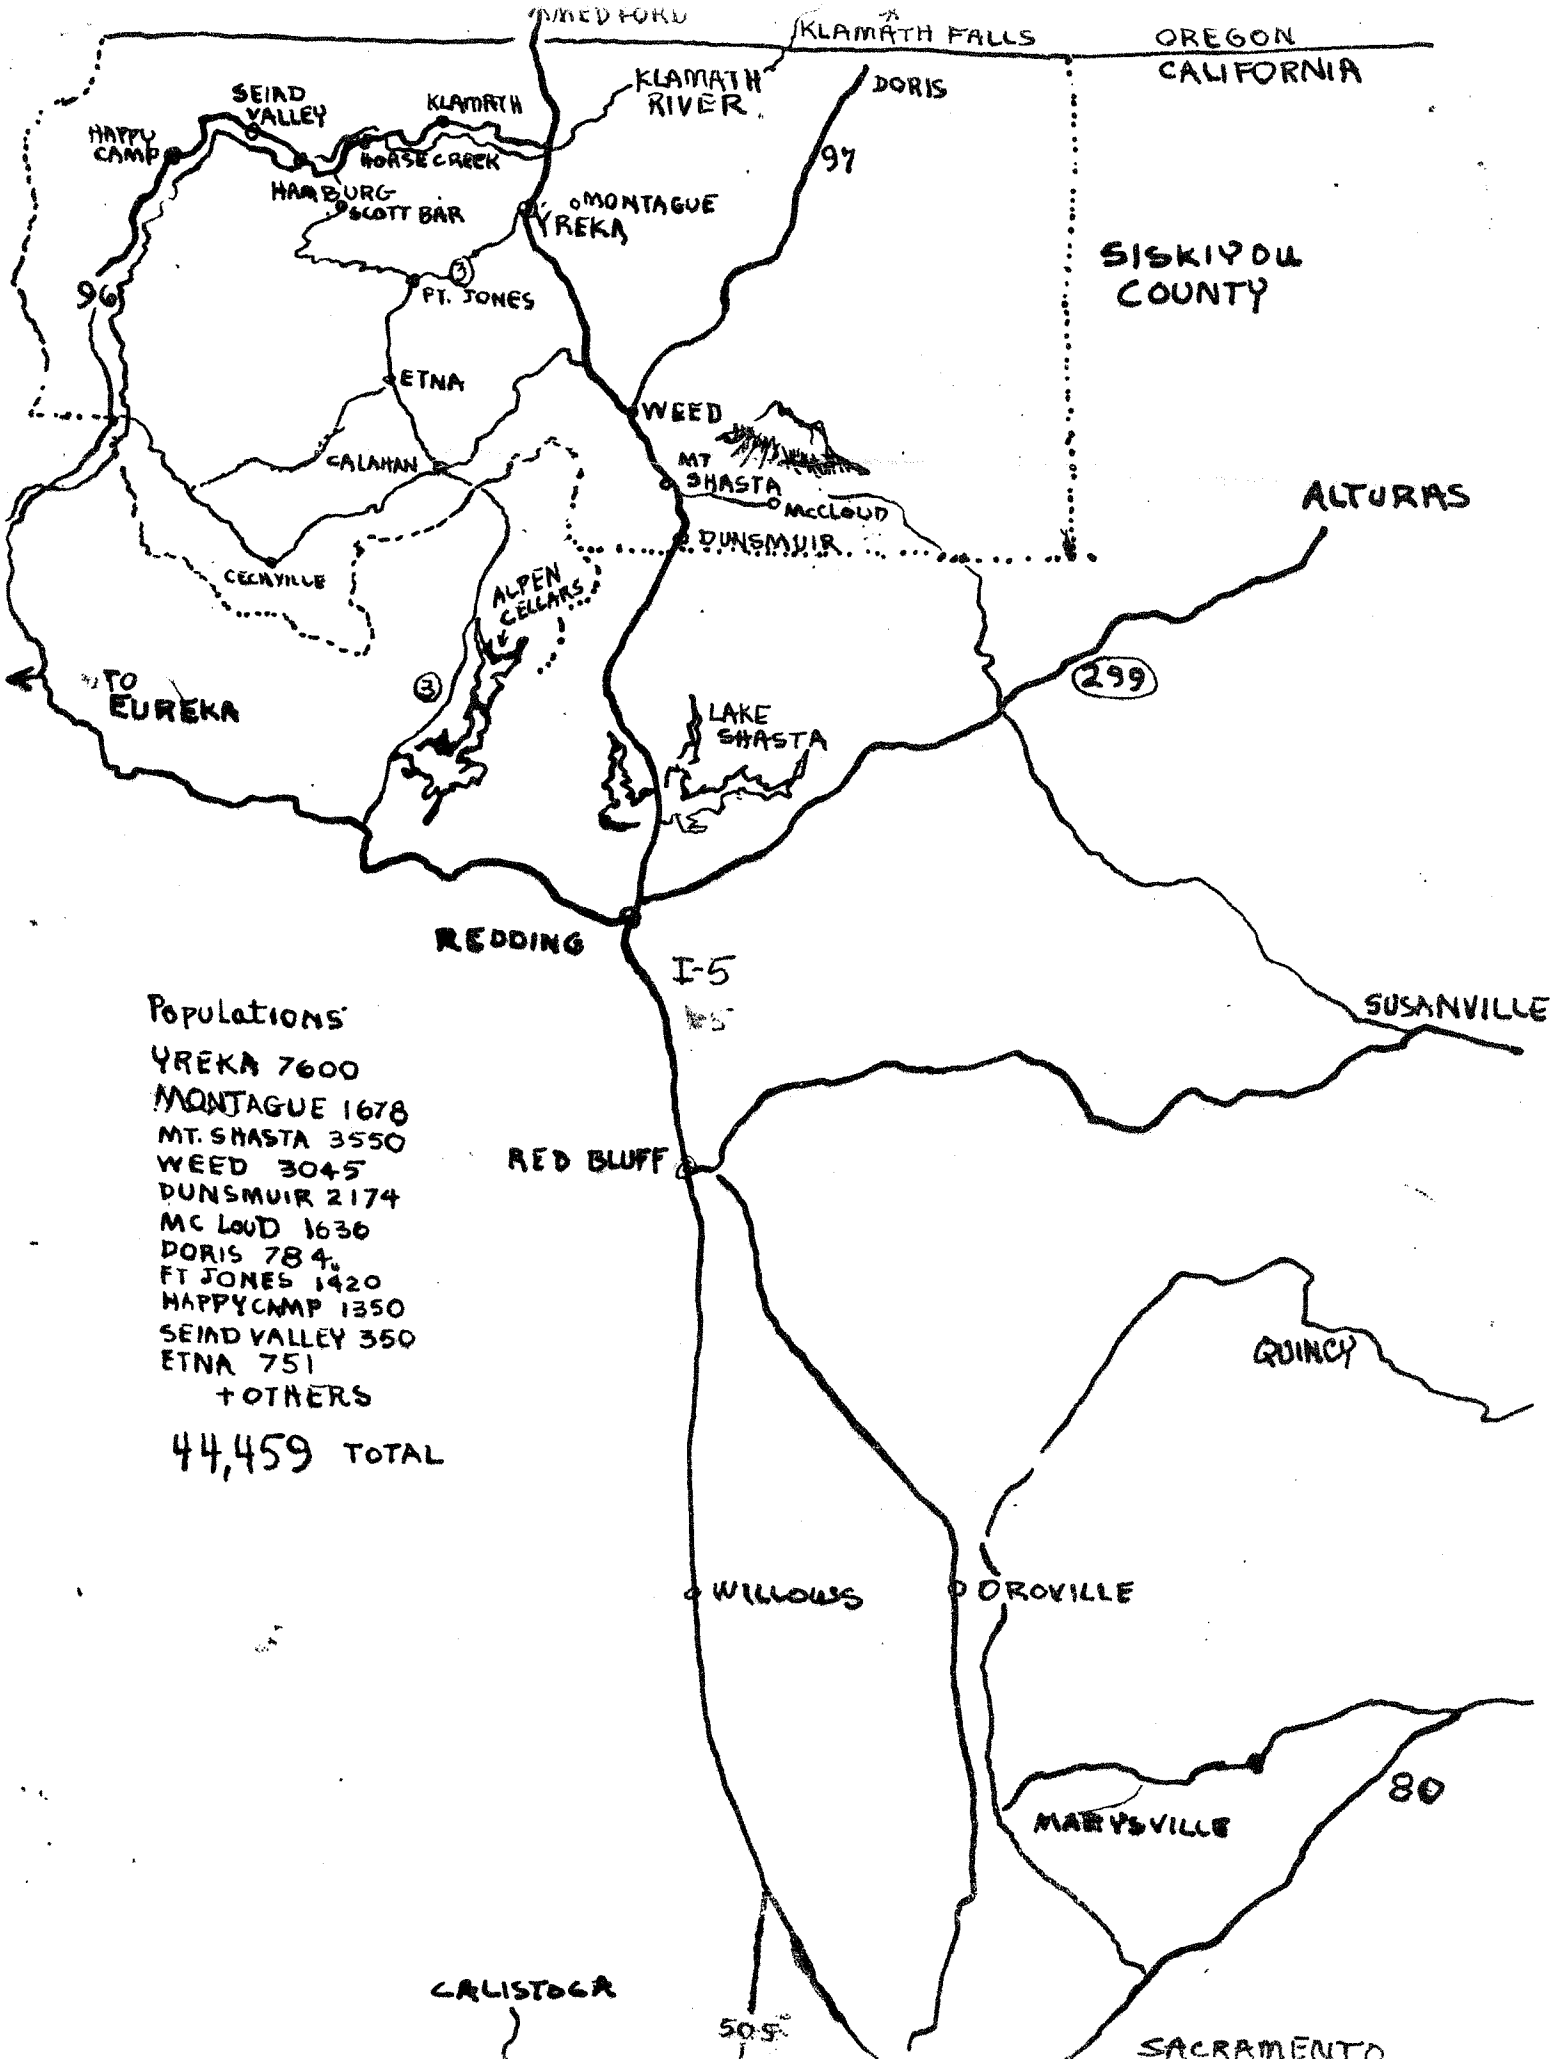 MEDFORD
KLAMATH FALLS
OREGON
CALIFORNIA
KLAMATH
RIVER
DORIS
SEIAD
VALLEY
KLAMATH
HAPPY
CAMP
HORSE CREEK
97
HAMBURG
SCOTT BAR
MONTAGUE
YREKA
SISKIYOU
COUNTY
3
96
FT. JONES
ETNA
WEED
CALAHAN
MT
SHASTA
McCLOUD
ALTURAS
DUNSMUIR
CECAVILLE
ALPEN
CELLARS
TO
EUREKA
3
299
LAKE
SHASTA
REDDING
I-5
Populations
YREKA 7600
MONTAGUE 1678
MT. SHASTA 3550
WEED 3045
DUNSMUIR 2174
MC LOUD 1636
DORIS 784
FT JONES 1420
HAPPY CAMP 1350
SEIAD VALLEY 350
ETNA 751
+ OTHERS
44,459 TOTAL
SUSANVILLE
RED BLUFF
QUINCY
WILLOWS
OROVILLE
80
MARYSVILLE
CALISTOGA
505
SACRAMENTO